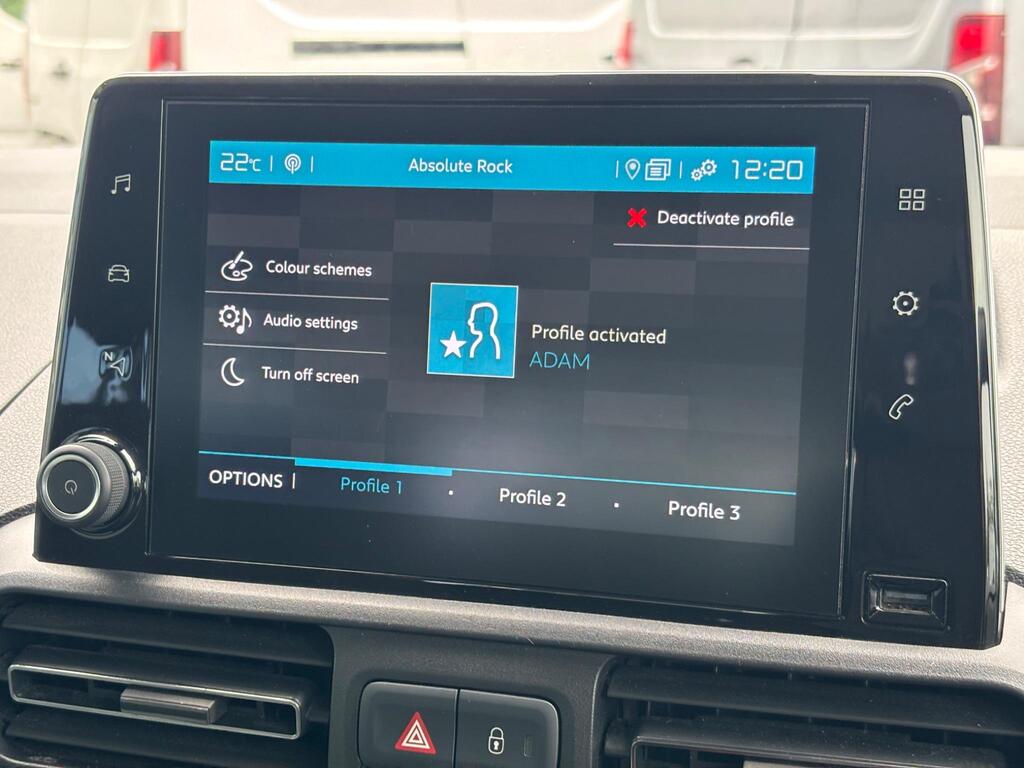 22°C | | Absolute Rock | | 12:20
Deactivate profile
Colour schemes
Audio settings
Turn off screen
Profile activated
ADAM
OPTIONS | Profile 1 . Profile 2 . Profile 3
N